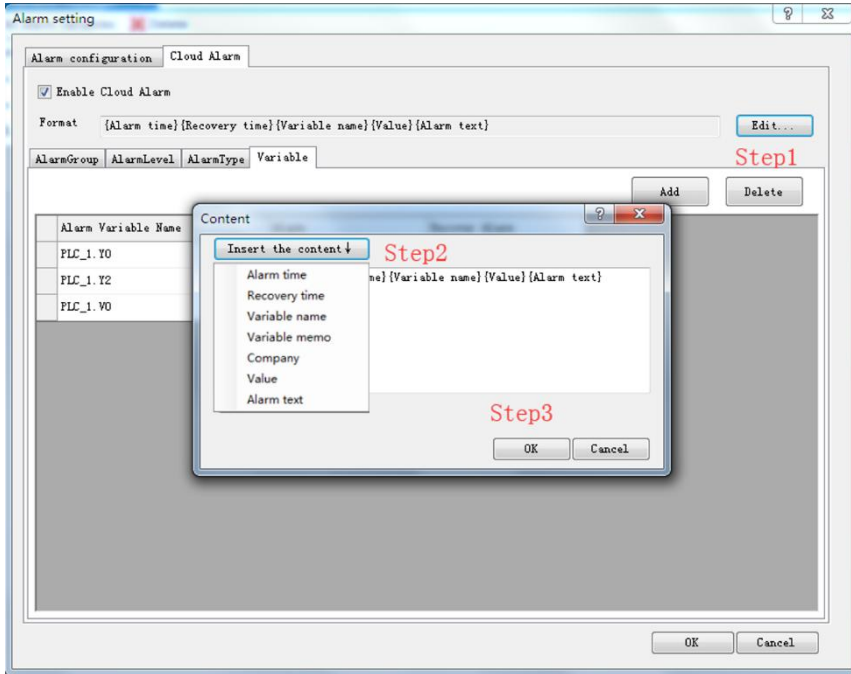 Alarm setting
Alarm configuration Cloud Alarm
Enable Cloud Alarm
Format {Alarm time}{Recovery time}{Variable name}{Value}{Alarm text} Edit...
Step1
AlarmGroup AlarmLevel AlarmType Variable
Add Delete
Alarm Variable Name
PLC_1.Y0
PLC_1.Y2
PLC_1.V0
Content
Insert the content↓ Step2
me}{Variable name}{Value}{Alarm text}
Alarm time
Recovery time
Variable name
Variable memo
Company
Value
Alarm text
Step3
OK Cancel
OK Cancel